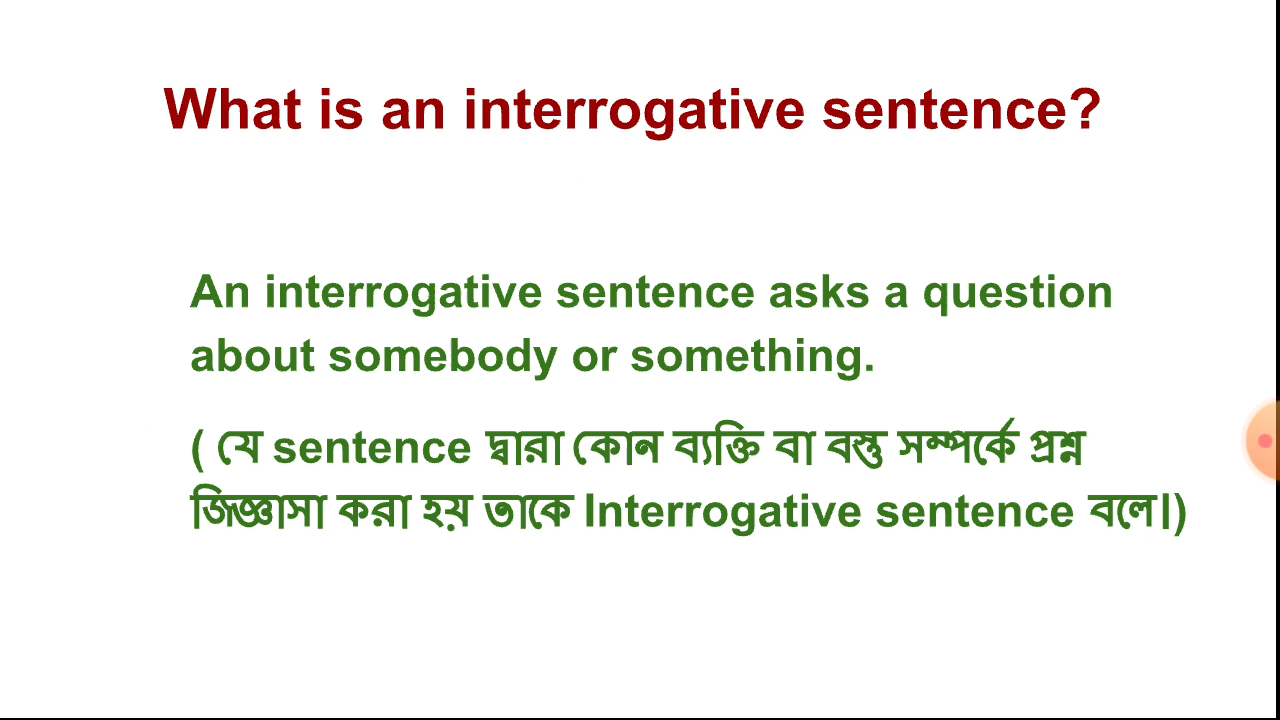 What is an interrogative sentence?
An interrogative sentence asks a question
about somebody or something.
( যে sentence দ্বারা কোন ব্যক্তি বা বস্তু সম্পর্কে প্রশ্ন
জিজ্ঞাসা করা হয় তাকে Interrogative sentence বলে।)